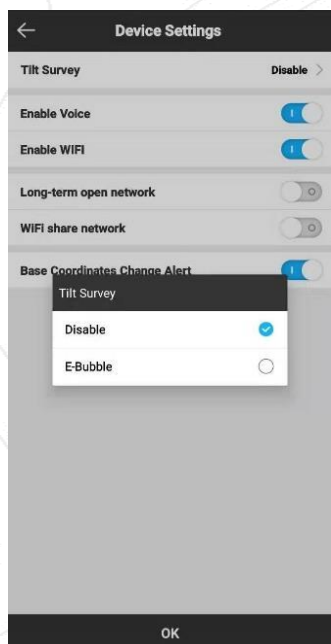 Device Settings
Tilt Survey Disable
Enable Voice
Enable WIFI
Long-term open network
WiFi share network
Base Coordinates Change Alert
Tilt Survey
Disable
E-Bubble
OK